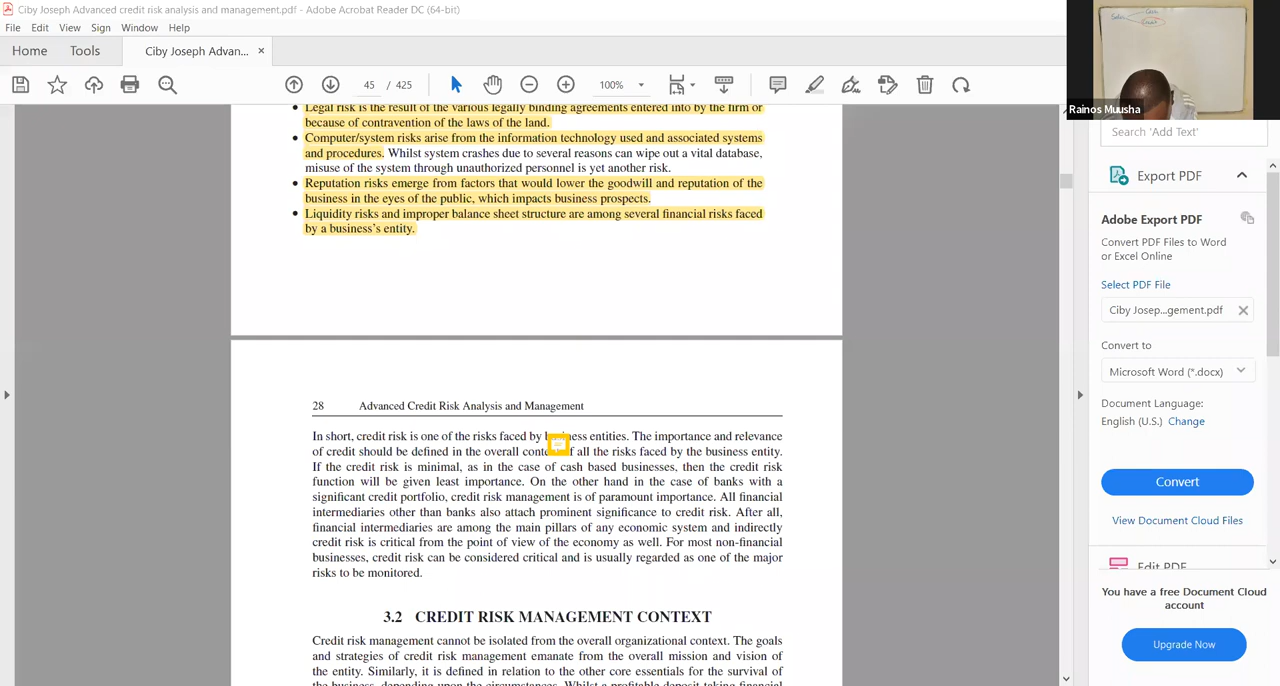 Ciby Joseph Advanced credit risk analysis and management.pdf - Adobe Acrobat Reader DC (64-bit)
File Edit View Sign Window Help
Home Tools Ciby Joseph Advan... ×
45 / 425 100%
Legal risk is the result of the various legally binding agreements entered into by the firm or
because of contravention of the laws of the land.
• Computer/system risks arise from the information technology used and associated systems
and procedures. Whilst system crashes due to several reasons can wipe out a vital database,
misuse of the system through unauthorized personnel is yet another risk.
• Reputation risks emerge from factors that would lower the goodwill and reputation of the
business in the eyes of the public, which impacts business prospects.
• Liquidity risks and improper balance sheet structure are among several financial risks faced
by a business's entity.
28 Advanced Credit Risk Analysis and Management
In short, credit risk is one of the risks faced by business entities. The importance and relevance
of credit should be defined in the overall context of all the risks faced by the business entity.
If the credit risk is minimal, as in the case of cash based businesses, then the credit risk
function will be given least importance. On the other hand in the case of banks with a
significant credit portfolio, credit risk management is of paramount importance. All financial
intermediaries other than banks also attach prominent significance to credit risk. After all,
financial intermediaries are among the main pillars of any economic system and indirectly
credit risk is critical from the point of view of the economy as well. For most non-financial
businesses, credit risk can be considered critical and is usually regarded as one of the major
risks to be monitored.
3.2 CREDIT RISK MANAGEMENT CONTEXT
Credit risk management cannot be isolated from the overall organizational context. The goals
and strategies of credit risk management emanate from the overall mission and vision of
the entity. Similarly, it is defined in relation to the other core essentials for the survival of
the business, depending upon the circumstances. Whilst a profitable deposit taking financial
Rainos Muusha
Search 'Add Text'
Export PDF
Adobe Export PDF
Convert PDF Files to Word
or Excel Online
Select PDF File
Ciby Josep...gement.pdf
Convert to
Microsoft Word (*.docx)
Document Language:
English (U.S.) Change
Convert
View Document Cloud Files
Edit PDF
You have a free Document Cloud
account
Upgrade Now